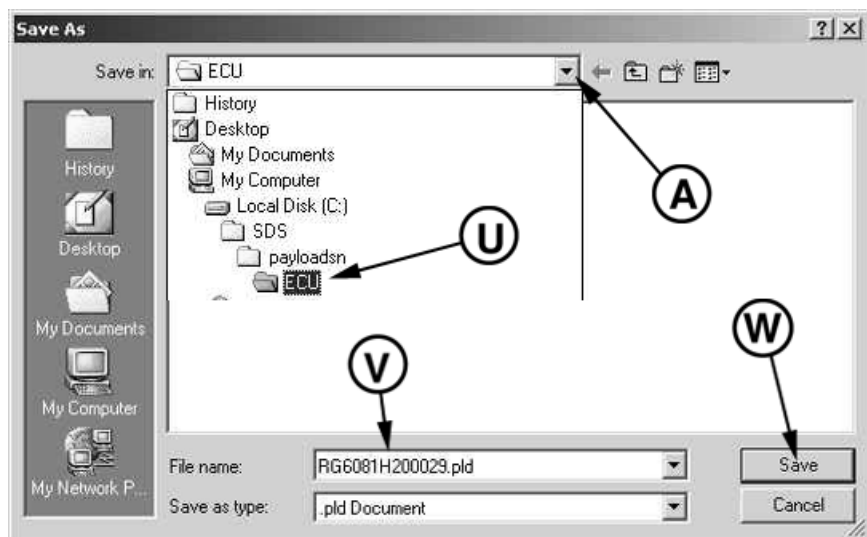 Save As
Save in: ECU
History
Desktop
My Documents
My Computer
Local Disk (C:)
SDS
payloadsn
ECU
A
U
V
W
History
Desktop
My Documents
My Computer
My Network P...
File name: RG6081H200029.pld Save
Save as type: .pld Document Cancel